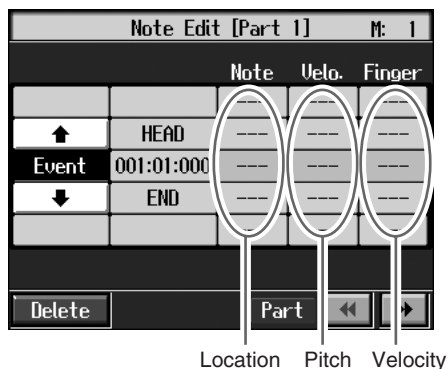 Note Edit [Part 1] M: 1
Note Velo. Finger
--- --- ---
HEAD --- --- ---
Event 001:01:000 --- --- ---
END --- --- ---
--- --- ---
Delete Part
Location Pitch Velocity